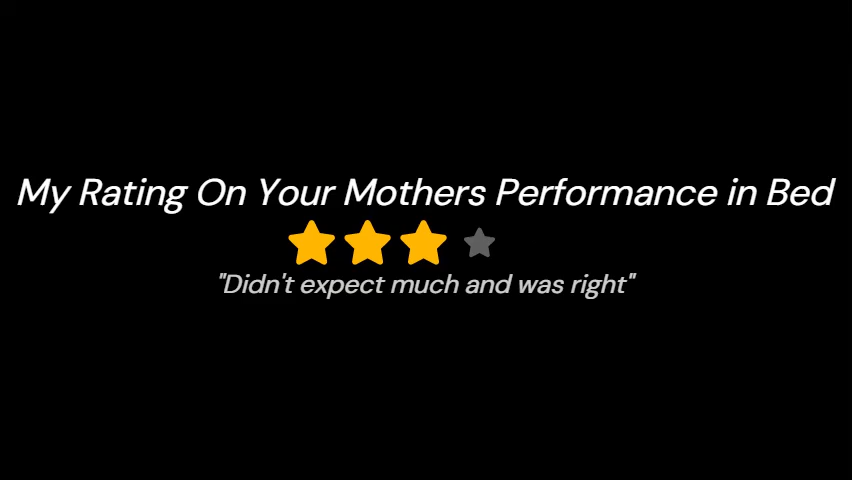 My Rating On Your Mothers Performance in Bed
"Didn't expect much and was right"